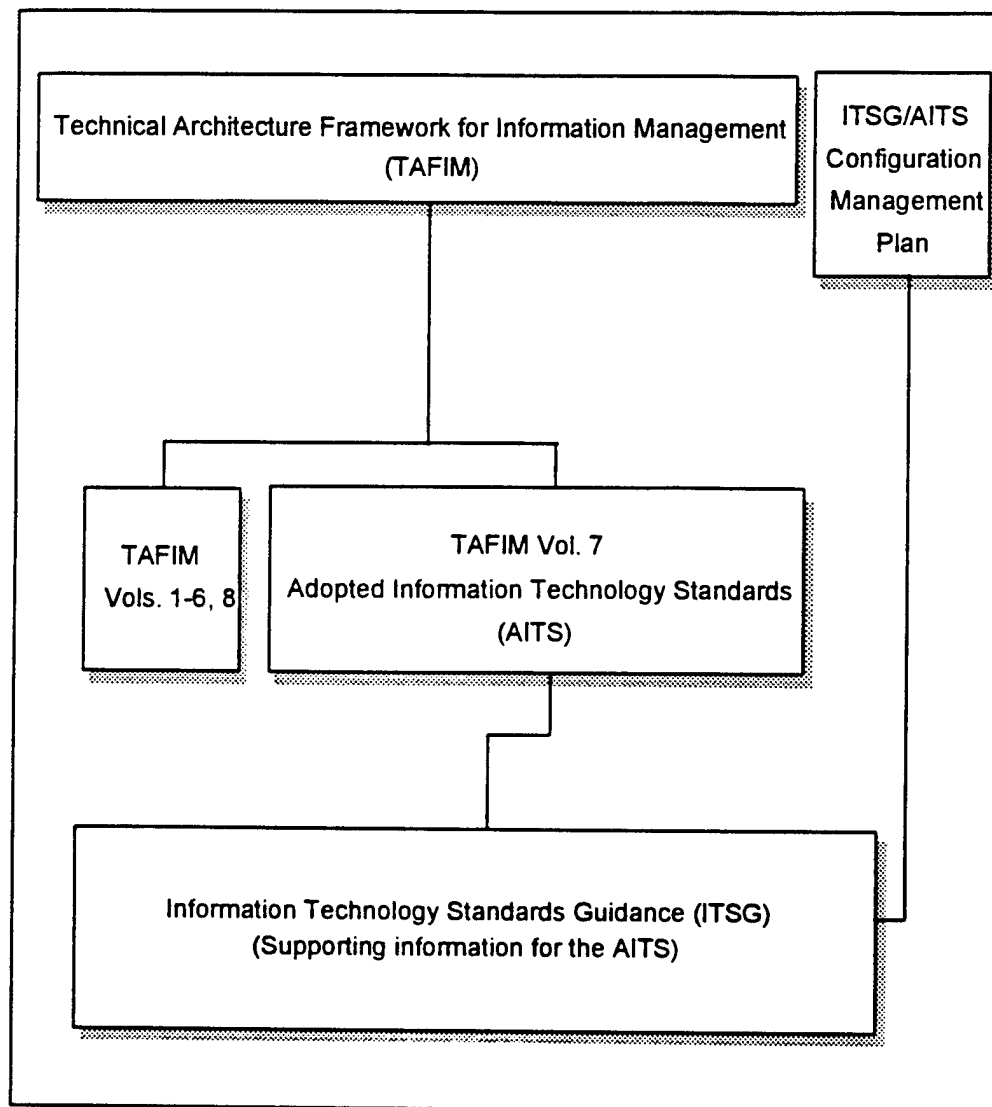 Technical Architecture Framework for Information Management
(TAFIM)
ITSG/AITS
Configuration
Management
Plan
TAFIM
Vols. 1-6, 8
TAFIM Vol. 7
Adopted Information Technology Standards
(AITS)
Information Technology Standards Guidance (ITSG)
(Supporting information for the AITS)